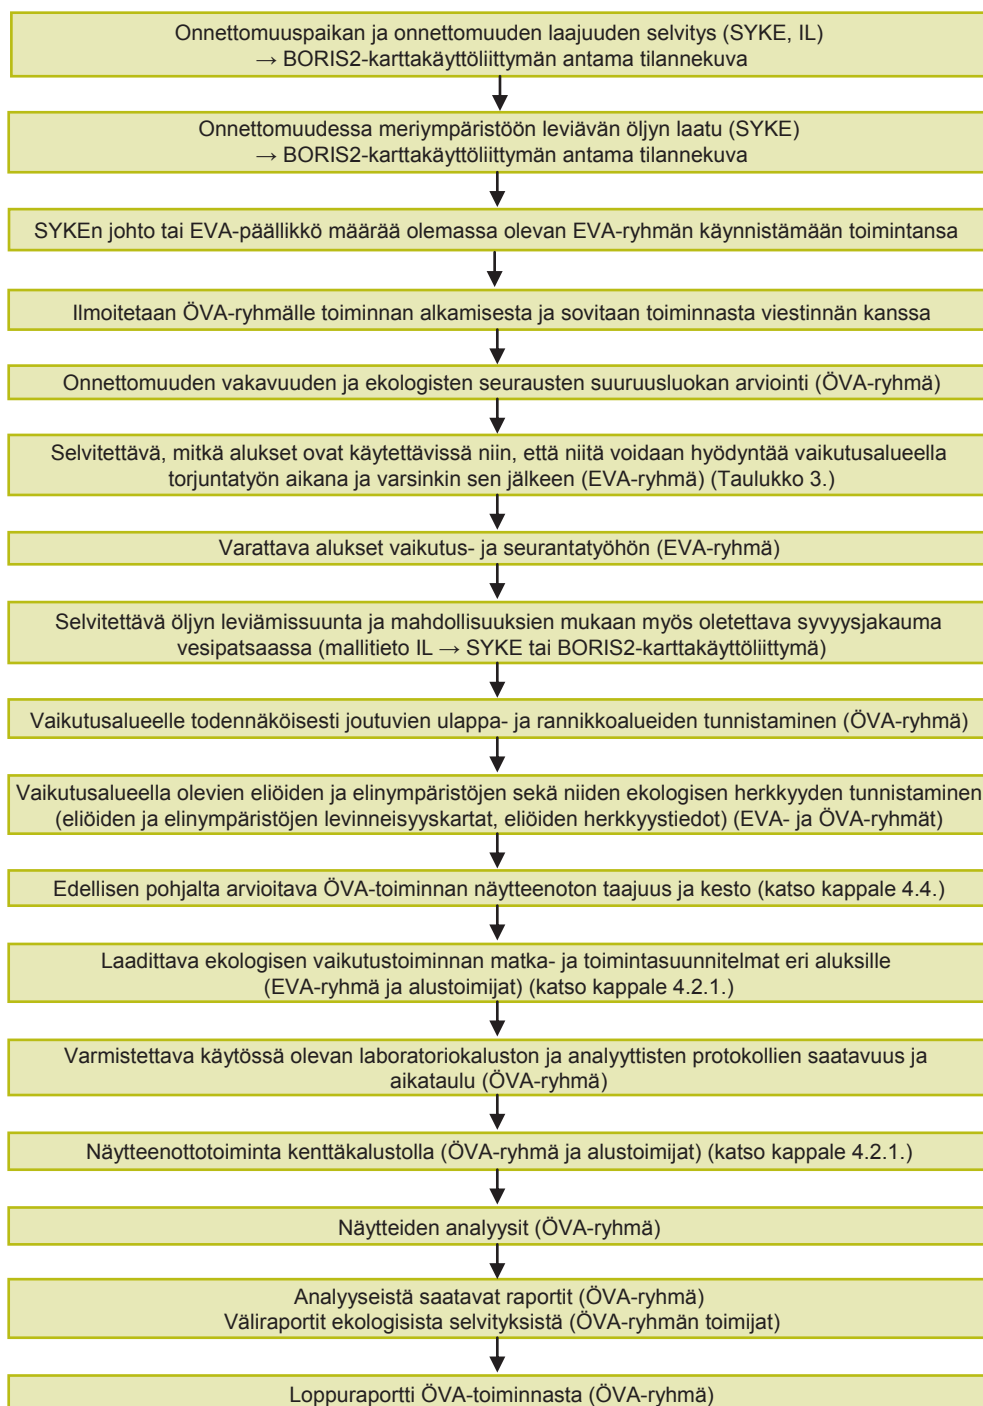 Onnettomuuspaikan ja onnettomuuden laajuuden selvitys (SYKE, IL)
→ BORIS2-karttakäyttöliittymän antama tilannekuva
Onnettomuudessa meriympäristöön leviävän öljyn laatu (SYKE)
→ BORIS2-karttakäyttöliittymän antama tilannekuva
SYKEn johto tai EVA-päällikkö määrää olemassa olevan EVA-ryhmän käynnistämään toimintansa
Ilmoitetaan ÖVA-ryhmälle toiminnan alkamisesta ja sovitaan toiminnasta viestinnän kanssa
Onnettomuuden vakavuuden ja ekologisten seurausten suuruusluokan arviointi (ÖVA-ryhmä)
Selvitettävä, mitkä alukset ovat käytettävissä niin, että niitä voidaan hyödyntää vaikutusalueella
torjuntatyön aikana ja varsinkin sen jälkeen (EVA-ryhmä) (Taulukko 3.)
Varattava alukset vaikutus- ja seurantatyöhön (EVA-ryhmä)
Selvitettävä öljyn leviämissuunta ja mahdollisuuksien mukaan myös oletettava syvyysjakauma
vesipatsaassa (mallitieto IL → SYKE tai BORIS2-karttakäyttöliittymä)
Vaikutusalueelle todennäköisesti joutuvien ulappa- ja rannikkoalueiden tunnistaminen (ÖVA-ryhmä)
Vaikutusalueella olevien eliöiden ja elinympäristöjen sekä niiden ekologisen herkkyyden tunnistaminen
(eliöiden ja elinympäristöjen levinneisyyskartat, eliöiden herkkyystiedot) (EVA- ja ÖVA-ryhmät)
Edellisen pohjalta arvioitava ÖVA-toiminnan näytteenoton taajuus ja kesto (katso kappale 4.4.)
Laadittava ekologisen vaikutustoiminnan matka- ja toimintasuunnitelmat eri aluksille
(EVA-ryhmä ja alustoimijat) (katso kappale 4.2.1.)
Varmistettava käytössä olevan laboratoriokaluston ja analyyttisten protokollien saatavuus ja
aikataulu (ÖVA-ryhmä)
Näytteenottotoiminta kenttäkalustolla (ÖVA-ryhmä ja alustoimijat) (katso kappale 4.2.1.)
Näytteiden analyysit (ÖVA-ryhmä)
Analyyseistä saatavat raportit (ÖVA-ryhmä)
Väliraportit ekologisista selvityksistä (ÖVA-ryhmän toimijat)
Loppuraportti ÖVA-toiminnasta (ÖVA-ryhmä)